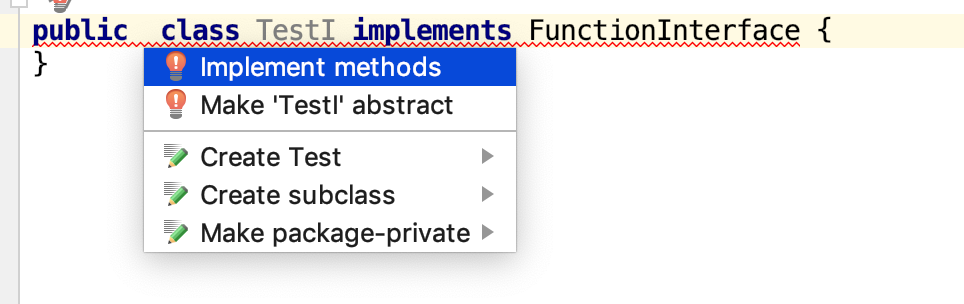 public  class TestI implements FunctionInterface {
}
Implement methods
Make 'TestI' abstract
Create Test
Create subclass
Make package-private